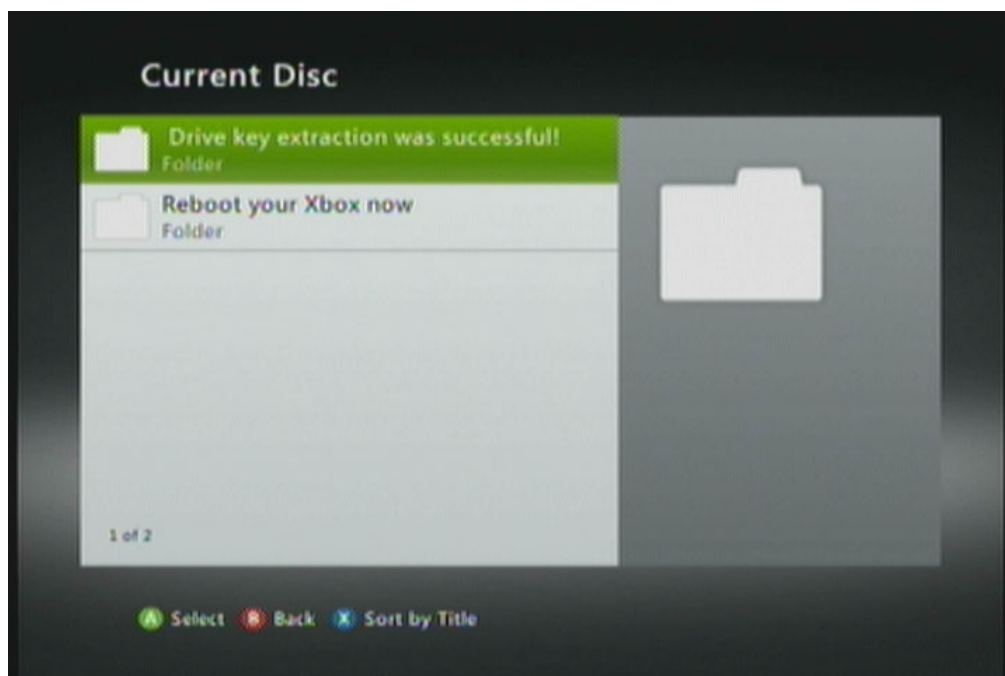 Current Disc
Drive key extraction was successful!
Folder
Reboot your Xbox now
Folder
1 of 2
A Select B Back X Sort by Title